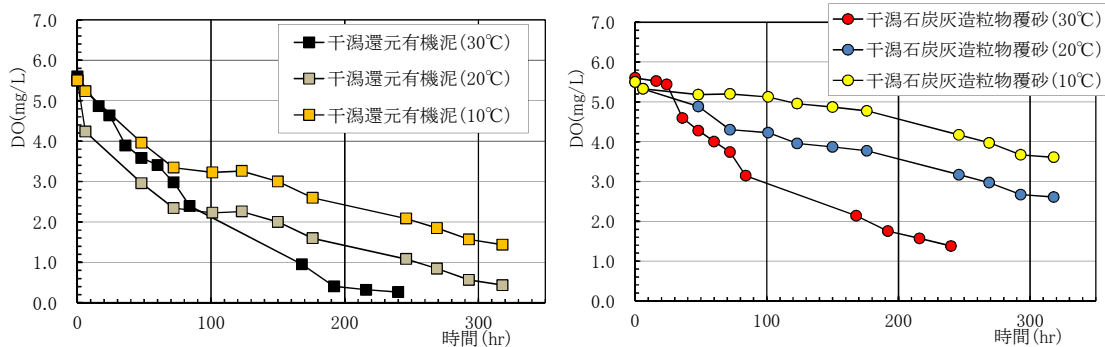 7.0
6.0
5.0
4.0
3.0
2.0
1.0
0.0
DO(mg/L)
0
100
200
300
時間(hr)
干潟還元有機泥(30℃)
干潟還元有機泥(20℃)
干潟還元有機泥(10℃)
7.0
6.0
5.0
4.0
3.0
2.0
1.0
0.0
DO(mg/L)
0
100
200
300
時間(hr)
干潟石炭灰造粒物覆砂(30℃)
干潟石炭灰造粒物覆砂(20℃)
干潟石炭灰造粒物覆砂(10℃)